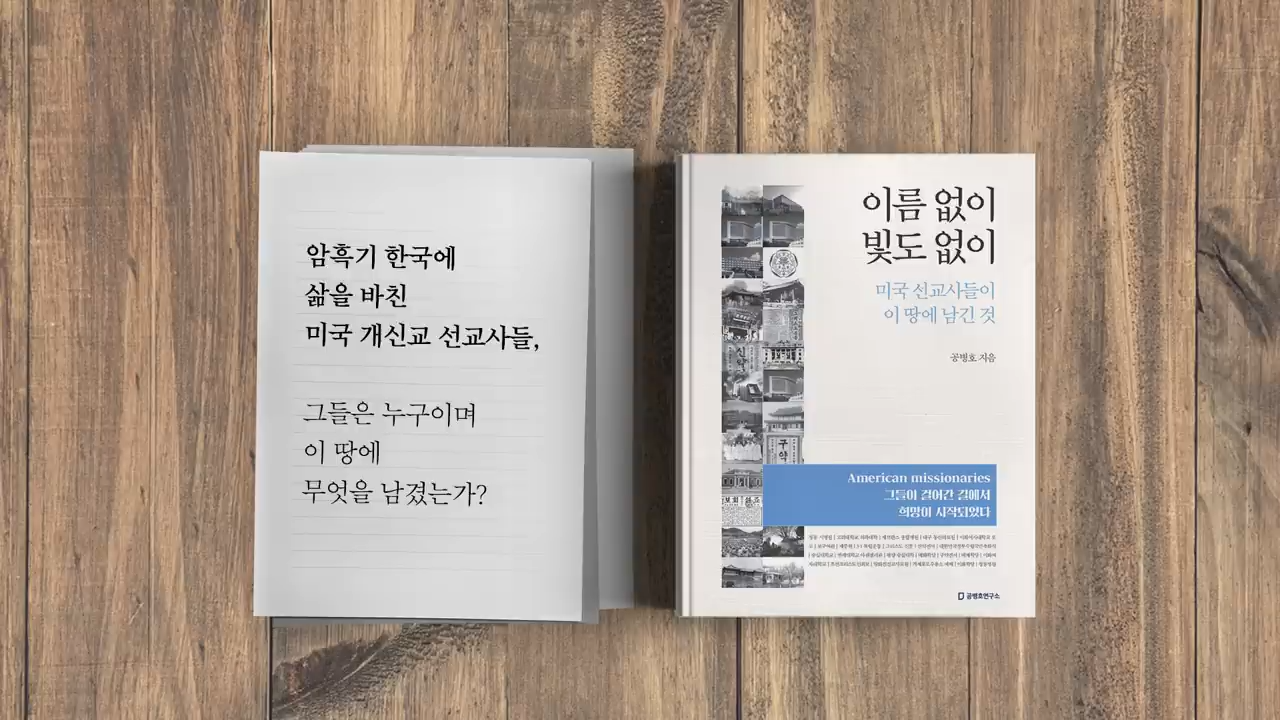 암흑기 한국에
삶을 바친
미국 개신교 선교사들,
그들은 누구이며
이 땅에
무엇을 남겼는가?
이름 없이
빛도 없이
미국 선교사들이
이 땅에 남긴 것
공병호 지음
구약
American missionaries
그들이 걸어간 길에서
희망이 시작되었다
공병호연구소